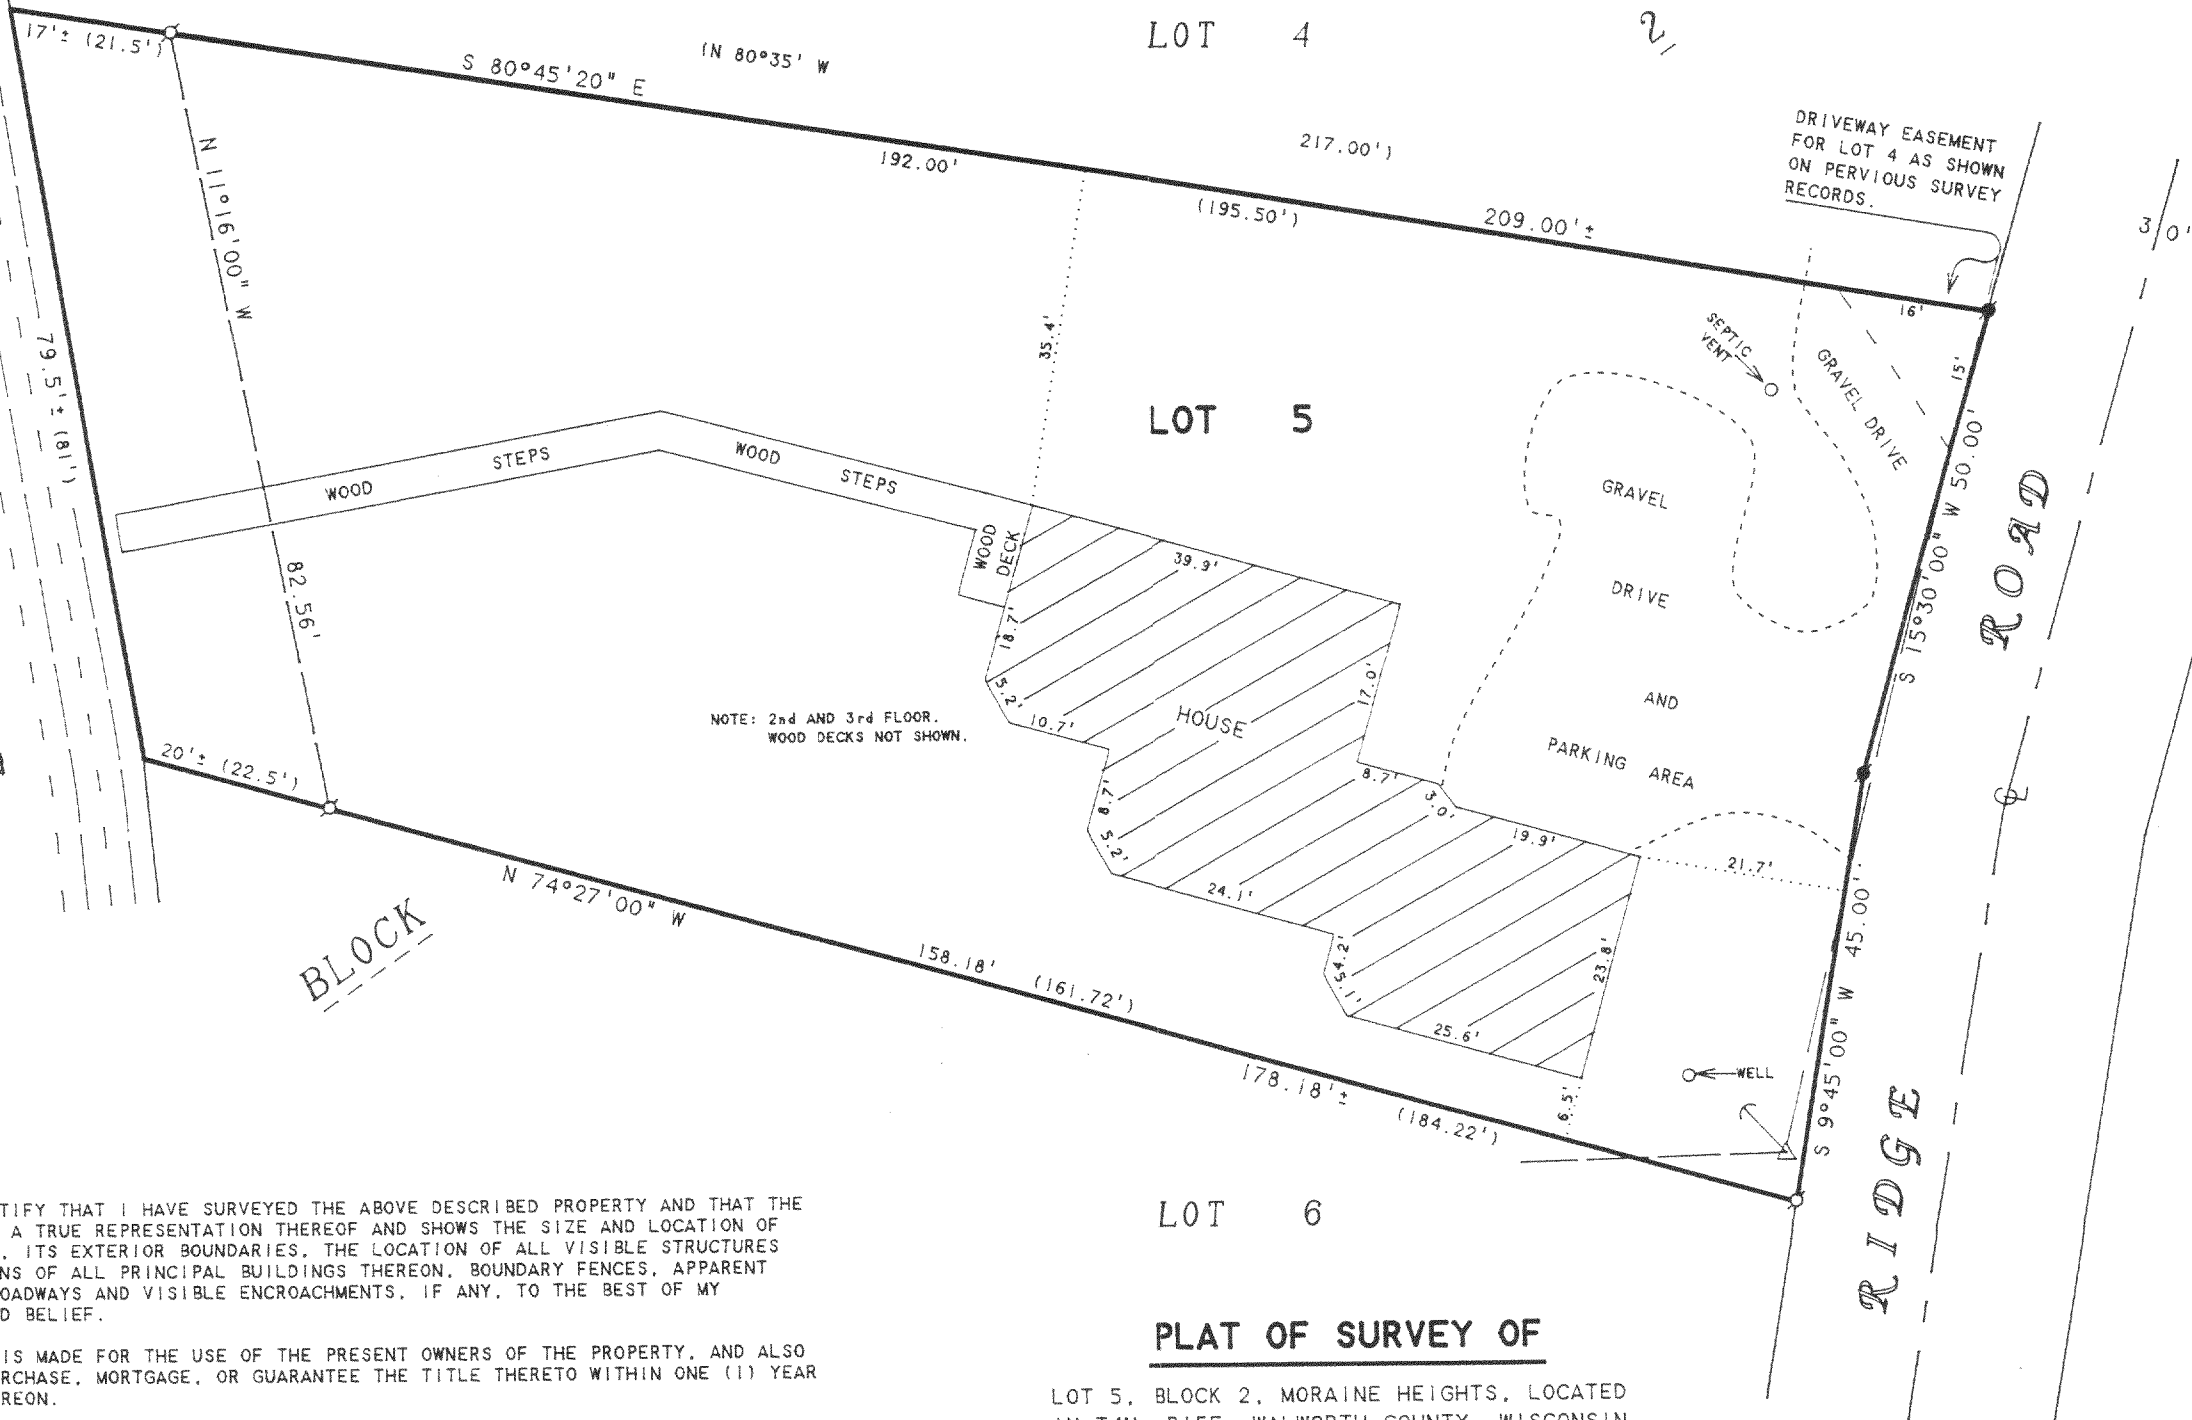 LOT 4
2
17'± (21.5')
S 80°45'20" E
(N 80°35' W
217.00')
192.00'
(195.50')
209.00'±
DRIVEWAY EASEMENT
FOR LOT 4 AS SHOWN
ON PERVIOUS SURVEY
RECORDS.
30'
N 11°16'00" W
82.56'
79.5'± (81')
35.4'
16'
15'
SEPTIC
VENT
GRAVEL DRIVE
S 15°30'00" W 50.00'
LOT 5
WOOD STEPS
WOOD STEPS
WOOD
DECK
GRAVEL
DRIVE
AND
PARKING AREA
39.9'
18.7'
5.2'
10.7'
HOUSE
17.0'
8.7'
3.0'
19.9'
21.7'
8.7'
5.2'
24.1'
4.2'
5.1'
25.6'
23.8'
6.5'
NOTE: 2nd AND 3rd FLOOR.
WOOD DECKS NOT SHOWN.
20'± (22.5')
N 74°27'00" W
158.18'
(161.72')
178.18'±
(184.22')
WELL
S 9°45'00" W 45.00'
RIDGE ROAD
℄
BLOCK
LOT 6
TIFY THAT I HAVE SURVEYED THE ABOVE DESCRIBED PROPERTY AND THAT THE
A TRUE REPRESENTATION THEREOF AND SHOWS THE SIZE AND LOCATION OF
. ITS EXTERIOR BOUNDARIES, THE LOCATION OF ALL VISIBLE STRUCTURES
NS OF ALL PRINCIPAL BUILDINGS THEREON, BOUNDARY FENCES, APPARENT
OADWAYS AND VISIBLE ENCROACHMENTS, IF ANY, TO THE BEST OF MY
D BELIEF.
IS MADE FOR THE USE OF THE PRESENT OWNERS OF THE PROPERTY, AND ALSO
RCHASE, MORTGAGE, OR GUARANTEE THE TITLE THERETO WITHIN ONE (1) YEAR
REON.
PLAT OF SURVEY OF
LOT 5, BLOCK 2, MORAINE HEIGHTS, LOCATED
WALWORTH COUNTY, WISCONSIN